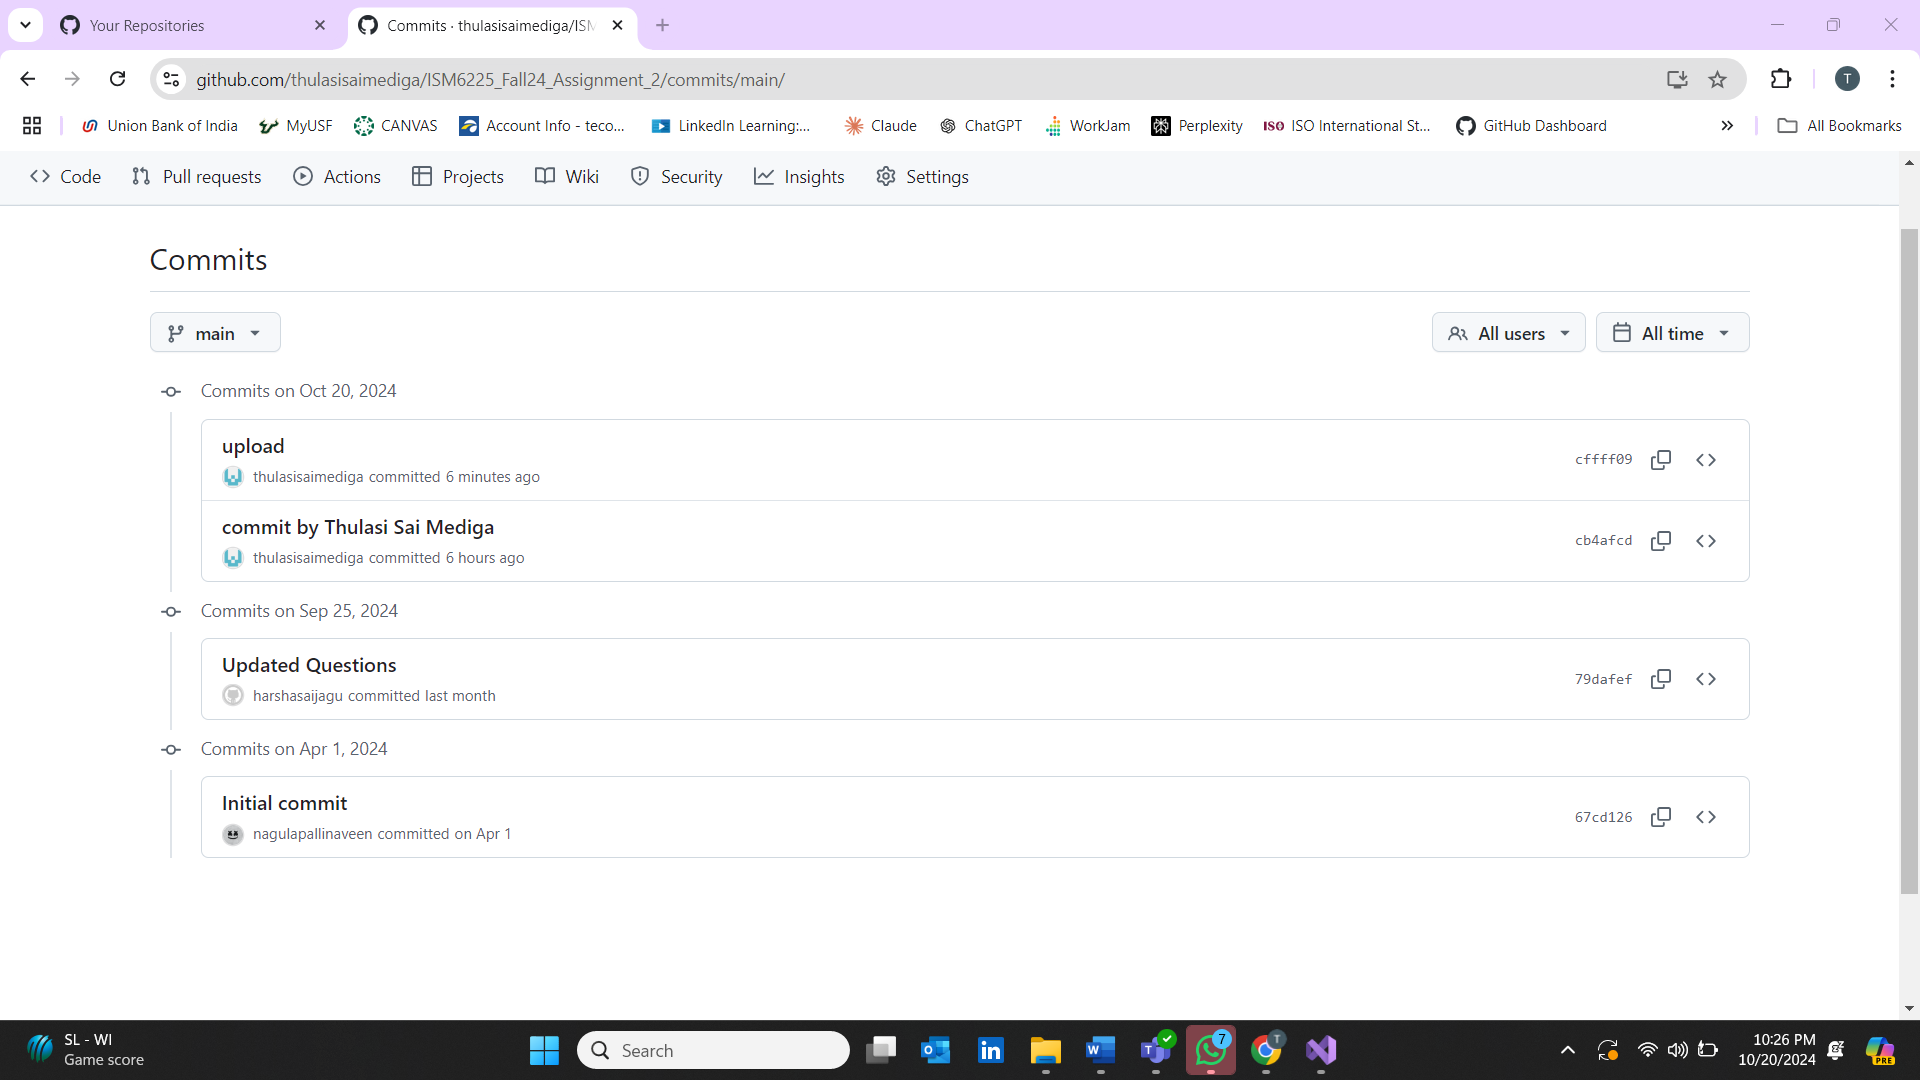 Your Repositories
Commits · thulasisaimediga/ISM
github.com/thulasisaimediga/ISM6225_Fall24_Assignment_2/commits/main/
T
Union Bank of India
MyUSF
CANVAS
Account Info - teco...
LinkedIn Learning:...
Claude
ChatGPT
WorkJam
Perplexity
ISO ISO International St...
GitHub Dashboard
All Bookmarks
Code
Pull requests
Actions
Projects
Wiki
Security
Insights
Settings
Commits
main
All users
All time
Commits on Oct 20, 2024
upload
cffff09
thulasisaimediga committed 6 minutes ago
commit by Thulasi Sai Mediga
cb4afcd
thulasisaimediga committed 6 hours ago
Commits on Sep 25, 2024
Updated Questions
79dafef
harshasaijagu committed last month
Commits on Apr 1, 2024
Initial commit
67cd126
nagulapallinaveen committed on Apr 1
SL - WI
Game score
Search
7
T
10:26 PM
10/20/2024
PRE